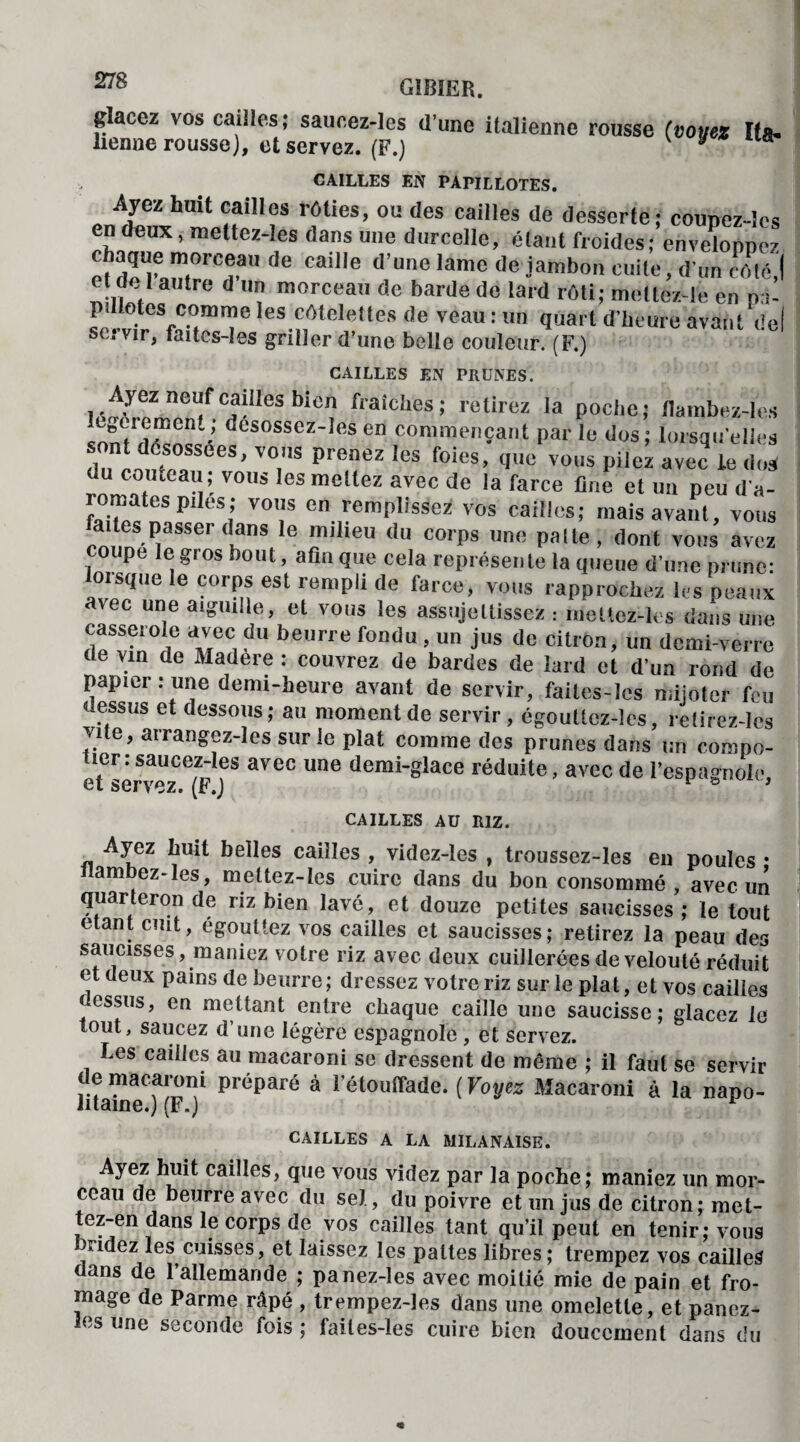 278
GIBIER.
glacez vos cailles; saucez-les d'une italienne rousse (voyez Ita-
lienne rousse), et servez. (F.)
CAILLES EN PAPILLOTES.
Ayez huit cailles rôties, ou des cailles de desserte; coupez-les
en deux, mettez-les dans une durcelle, étant froides; enveloppez
chaque morceau de caille d'une lame de jambon cuite, d'un côté,
et de l'autre d'un morceau de barde de lard rôti; mettez-le en pa-
pillotes comme les côtelettes de veau: un quart d'heure avant de
servir, faites-les griller d'une belle couleur. (F.)
CAILLES EN PRUNES.
Ayez neuf cailles bien fraîches; retirez la poche; flambez-les
légèrement; désossez-les en commençant par le dos; lorsqu'elles
sont désossées, vous prenez les foies, que vous pilez avec le dos
du couteau; vous les mettez avec de la farce fine et un peu d'a-
romates pilés; vous en remplissez vos cailles; mais avant, vous
faites passer dans le milieu du corps une patte, dont vous avez
coupé le gros bout, afin que cela représente la queue d'une prune:
lorsque le corps est rempli de farce, vous rapprochez les peaux
avec une aiguille, et vous les assujettissez: mettez-les dans une
casserole avec du beurre fondu, un jus de citron, un demi-verre
de vin de Madère: couvrez de bardes de lard et d'un rond de
papier: une demi-heure avant de servir, faites-les mijoter feu
dessus et dessous; au moment de servir, égouttez-les, retirez-les
vite, arrangez-les sur le plat comme des prunes dans un compo-
tier: saucez-les avec une demi-glace réduite, avec de l'espagnole,
et servez. (F.)
CAILLES AU RIZ.
Ayez huit belles cailles, videz-les, troussez-les en poules;
flambez-les, mettez-les cuire dans du bon consommé, avec un
quarteron de riz bien lavé, et douze petites saucisses; le tout
étant cuit, égouttez vos cailles et saucisses; retirez la peau des
saucisses, maniez votre riz avec deux cuillerées de velouté réduit
et deux pains de beurre; dressez votre riz sur le plat, et vos cailles
dessus, en mettant entre chaque caille une saucisse; glacez le
tout, saucez d'une légère espagnole, et servez.
Les cailles au macaroni se dressent de même; il faut se servir
de macaroni préparé à l'étouffade. (Voyez Macaroni à la napo-
litaine.) (F.)
CAILLES A LA MILANAISE.
Ayez huit cailles, que vous videz par la poche; maniez un mor-
ceau de beurre avec du sel, du poivre et un jus de citron; met-
tez-en dans le corps de vos cailles tant qu'il peut en tenir; vous
bridez les cuisses, et laissez les pattes libres; trempez vos cailles
dans de l'allemande; panez-les avec moitié mie de pain et fro-
mage de Parme râpé, trempez-les dans une omelette, et panez-
les une seconde fois; faites-les cuire bien doucement dans du